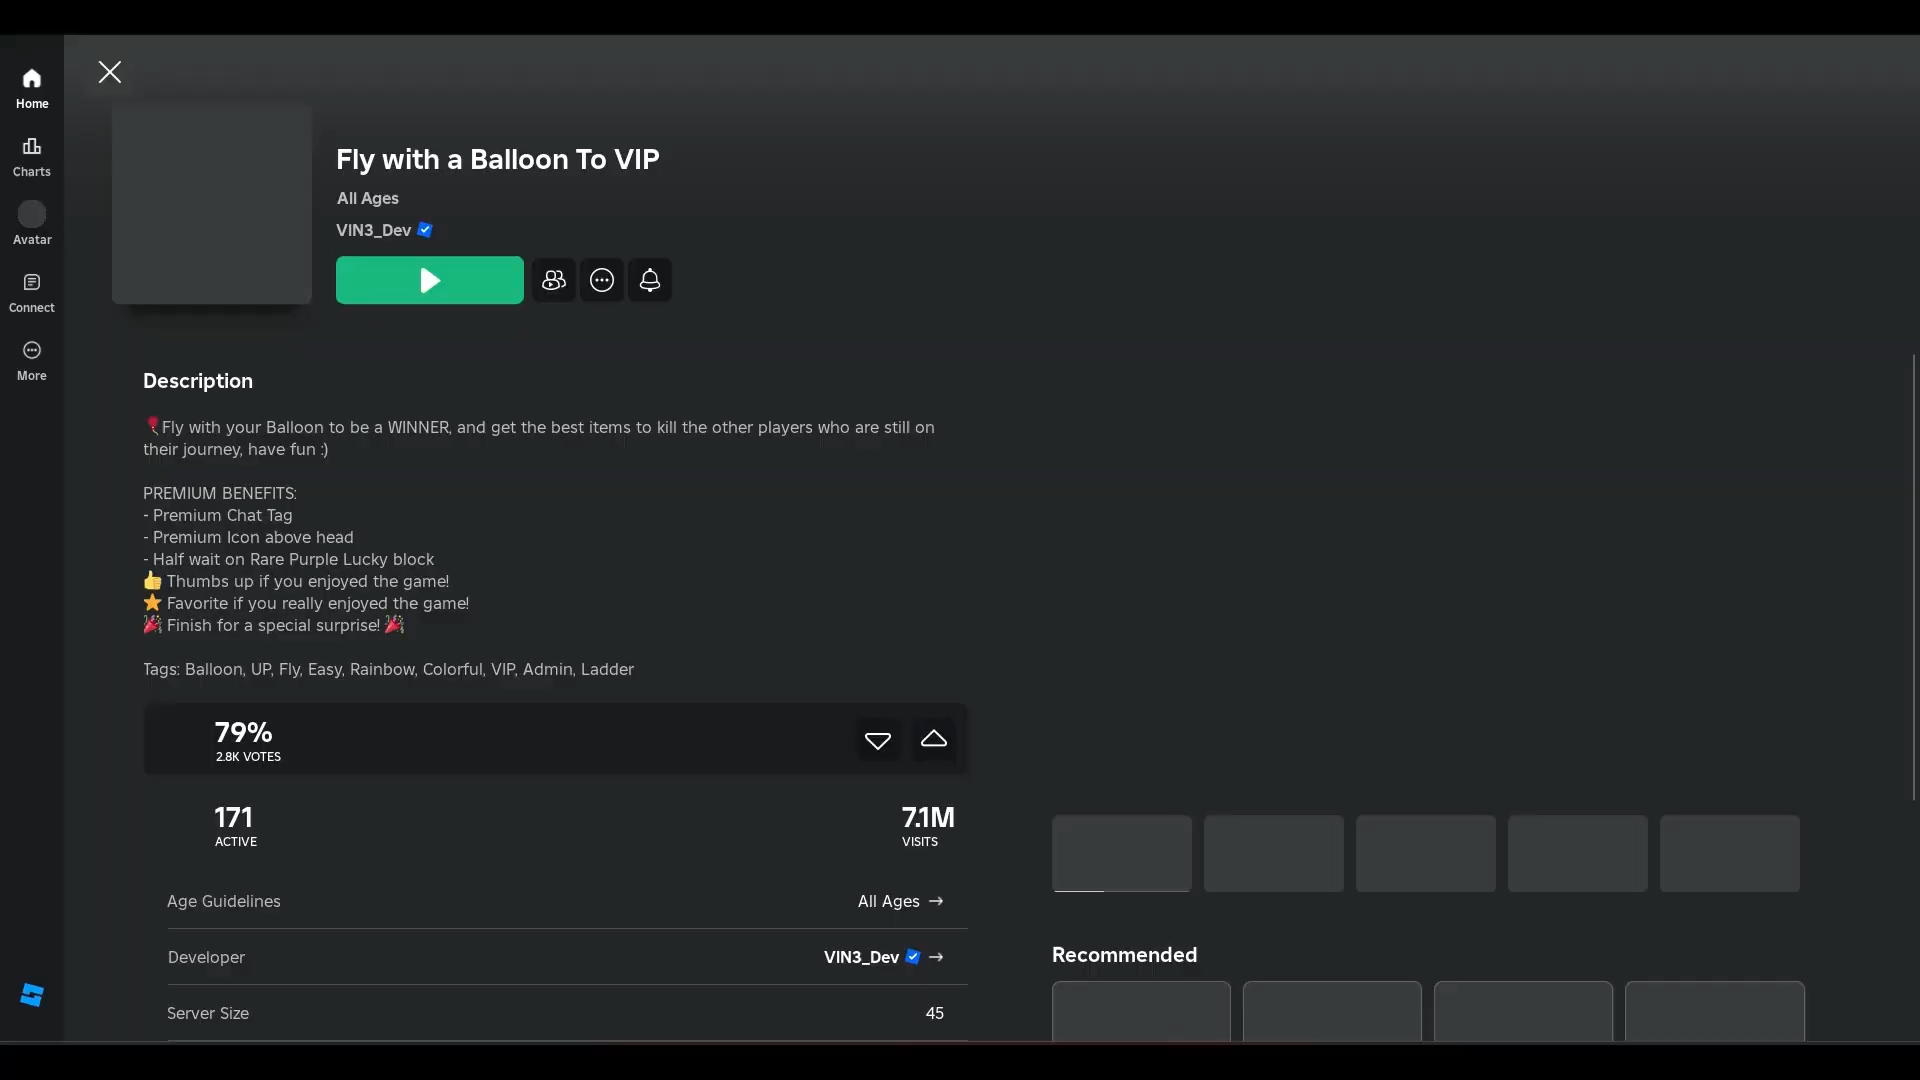 Home
Charts
Avatar
Connect
More
Fly with a Balloon To VIP
All Ages
VIN3_Dev
Description
🎈Fly with your Balloon to be a WINNER, and get the best items to kill the other players who are still on
their journey, have fun :)
PREMIUM BENEFITS:
- Premium Chat Tag
- Premium Icon above head
- Half wait on Rare Purple Lucky block
👍 Thumbs up if you enjoyed the game!
⭐ Favorite if you really enjoyed the game!
🎉 Finish for a special surprise! 🎉
Tags: Balloon, UP, Fly, Easy, Rainbow, Colorful, VIP, Admin, Ladder
79%
2.8K VOTES
171
ACTIVE
7.1M
VISITS
Age Guidelines
All Ages →
Developer
VIN3_Dev →
Server Size
45
Recommended